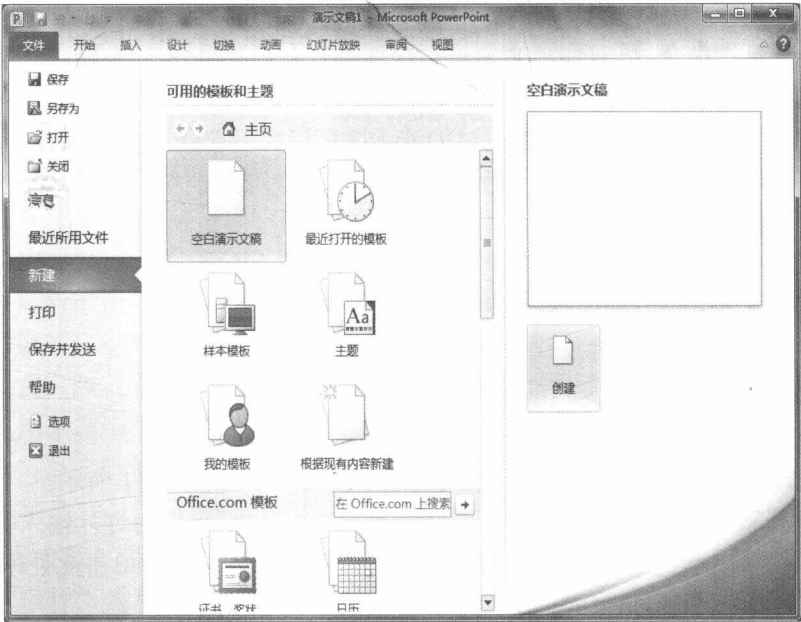 演示文稿1 - Microsoft PowerPoint
文件 开始 插入 设计 切换 动画 幻灯片放映 审阅 视图
保存
另存为
打开
关闭
信息
最近所用文件
新建
打印
保存并发送
帮助
选项
退出
可用的模板和主题
主页
空白演示文稿
最近打开的模板
样本模板
主题
我的模板
根据现有内容新建
Office.com 模板
在 Office.com 上搜索
证书、奖状
日历
空白演示文稿
创建